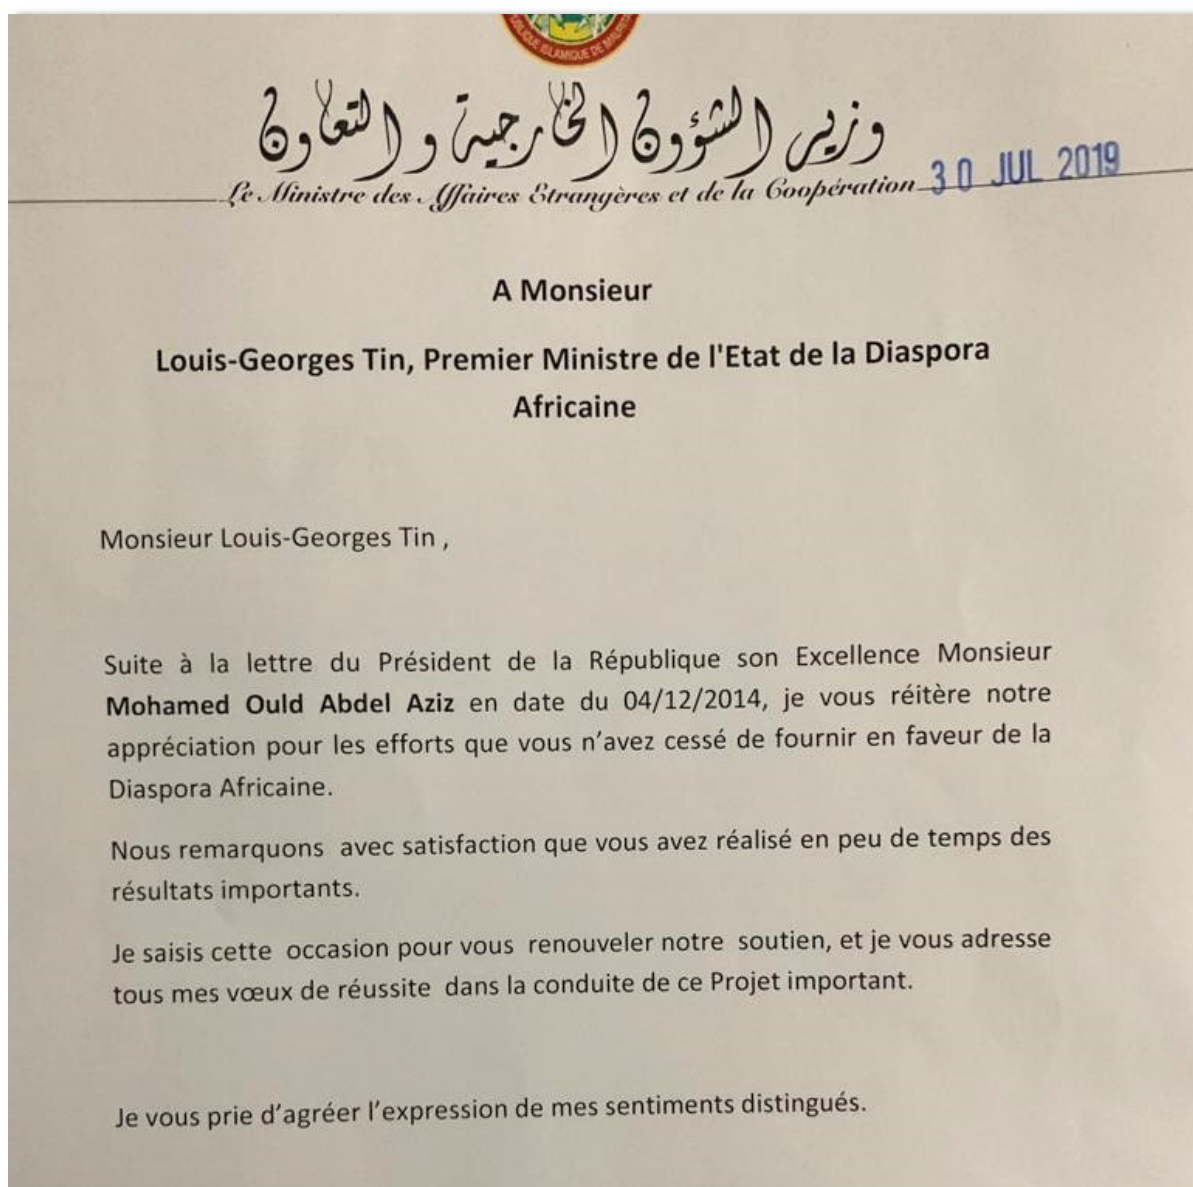 PUBLIQUE ISLAMIQUE DE MAURIT
وزير الشؤون الخارجية و التعاون
Le Ministre des Affaires Etrangères et de la Coopération
30 JUL 2019
A Monsieur
Louis-Georges Tin, Premier Ministre de l'Etat de la Diaspora
Africaine
Monsieur Louis-Georges Tin ,
Suite à la lettre du Président de la République son Excellence Monsieur
Mohamed Ould Abdel Aziz en date du 04/12/2014, je vous réitère notre
appréciation pour les efforts que vous n’avez cessé de fournir en faveur de la
Diaspora Africaine.
Nous remarquons avec satisfaction que vous avez réalisé en peu de temps des
résultats importants.
Je saisis cette occasion pour vous renouveler notre soutien, et je vous adresse
tous mes vœux de réussite dans la conduite de ce Projet important.
Je vous prie d’agréer l’expression de mes sentiments distingués.